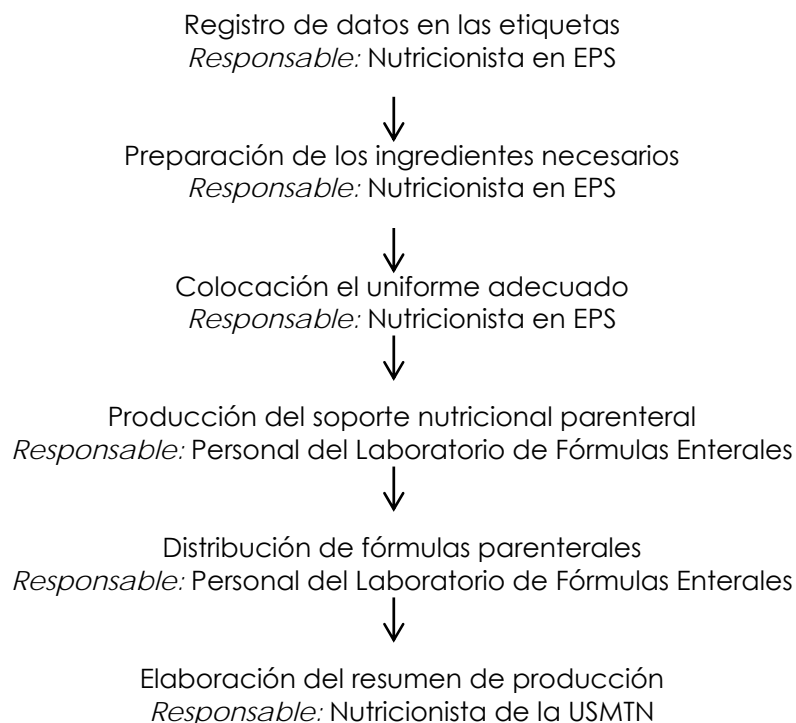 Registro de datos en las etiquetas
Responsable: Nutricionista en EPS
Preparación de los ingredientes necesarios
Responsable: Nutricionista en EPS
Colocación el uniforme adecuado
Responsable: Nutricionista en EPS
Producción del soporte nutricional parenteral
Responsable: Personal del Laboratorio de Fórmulas Enterales
Distribución de fórmulas parenterales
Responsable: Personal del Laboratorio de Fórmulas Enterales
Elaboración del resumen de producción
Responsable: Nutricionista de la USMTN